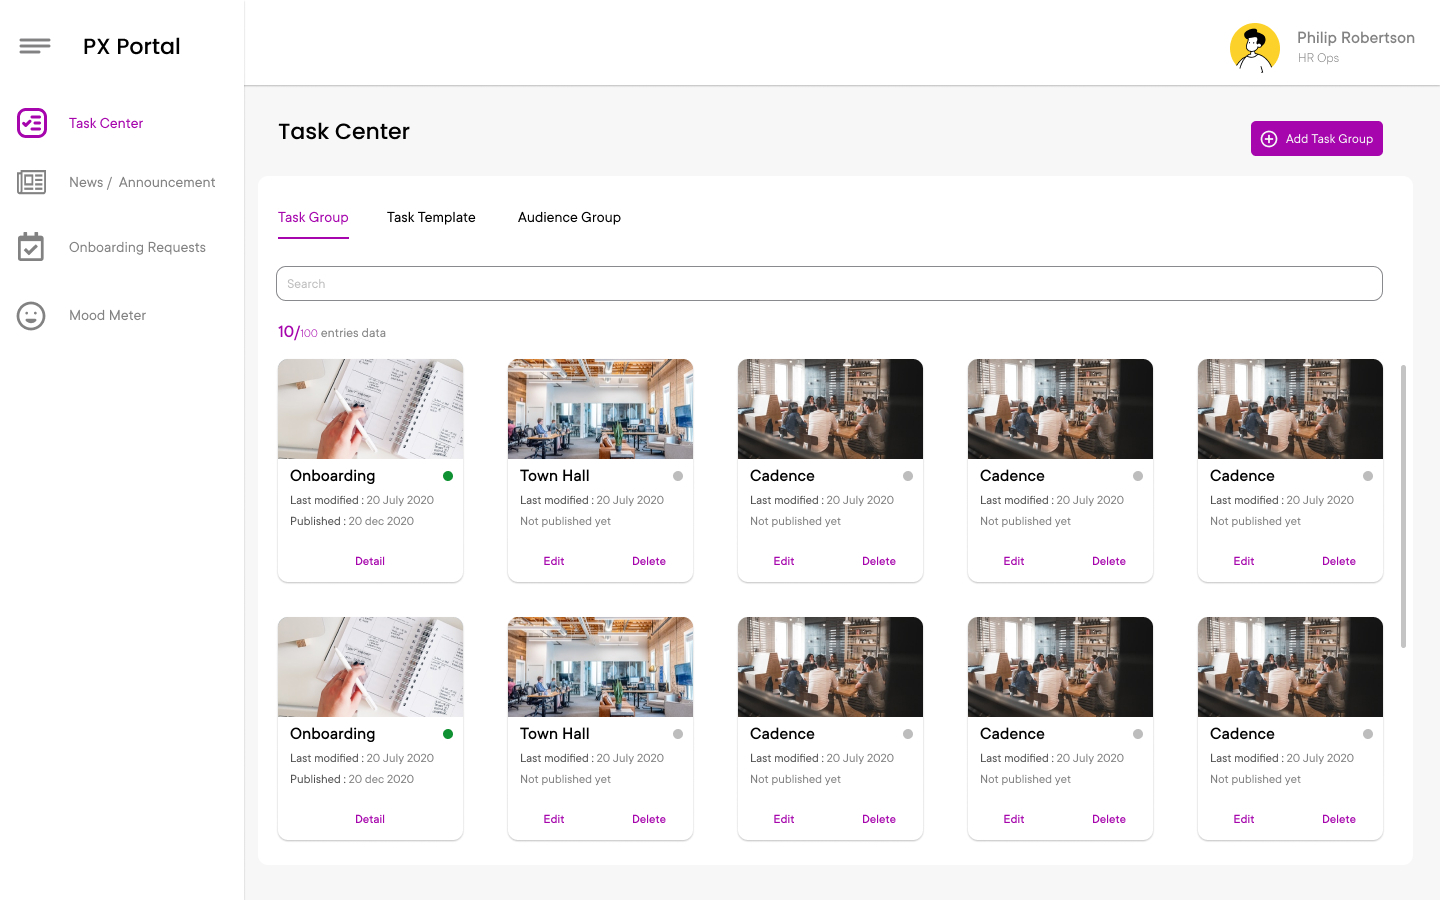 PX Portal
Philip Robertson
HR Ops
Task Center
News / Announcement
Onboarding Requests
Mood Meter
Task Center
Add Task Group
Task Group Task Template Audience Group
Search
10/100 entries data
Onboarding Town Hall Cadence Cadence Cadence
Last modified : 20 July 2020 Last modified : 20 July 2020 Last modified : 20 July 2020 Last modified : 20 July 2020 Last modified : 20 July 2020
Published : 20 dec 2020 Not published yet Not published yet Not published yet Not published yet
Detail Edit Delete Edit Delete Edit Delete Edit Delete
Onboarding Town Hall Cadence Cadence Cadence
Last modified : 20 July 2020 Last modified : 20 July 2020 Last modified : 20 July 2020 Last modified : 20 July 2020 Last modified : 20 July 2020
Published : 20 dec 2020 Not published yet Not published yet Not published yet Not published yet
Detail Edit Delete Edit Delete Edit Delete Edit Delete